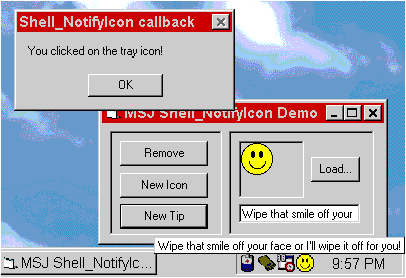 Shell_NotifyIcon callback
You clicked on the tray icon!
OK
MSJ Shell_NotifyIcon Demo
Remove
New Icon
New Tip
Load...
Wipe that smile off your
Wipe that smile off your face or I'll wipe it off for you!
MSJ Shell_NotifyIc...
9:57 PM